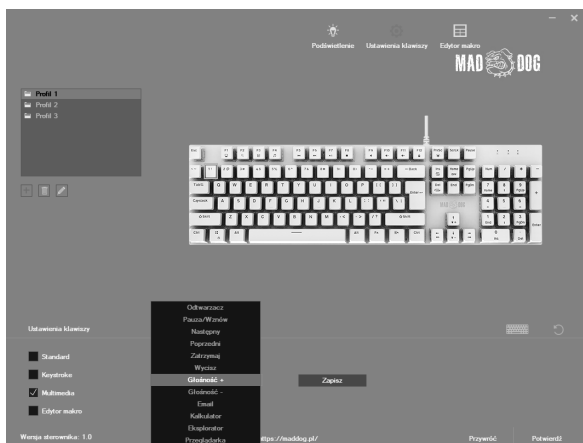 Podświetlenie
Ustawienia klawiszy
Edytor makro
MAD DOG
Profil 1
Profil 2
Profil 3
Ustawienia klawiszy
Standard
Keystroke
Multimedia
Edytor makro
Odtwarzacz
Pauza/Wznów
Następny
Poprzedni
Zatrzymaj
Wycisz
Głośność +
Głośność -
Email
Kalkulator
Eksplorator
Przeglądarka
Zapisz
Wersja sterownika: 1.0
ttps://maddog.pl/
Przywróć
Potwierdź